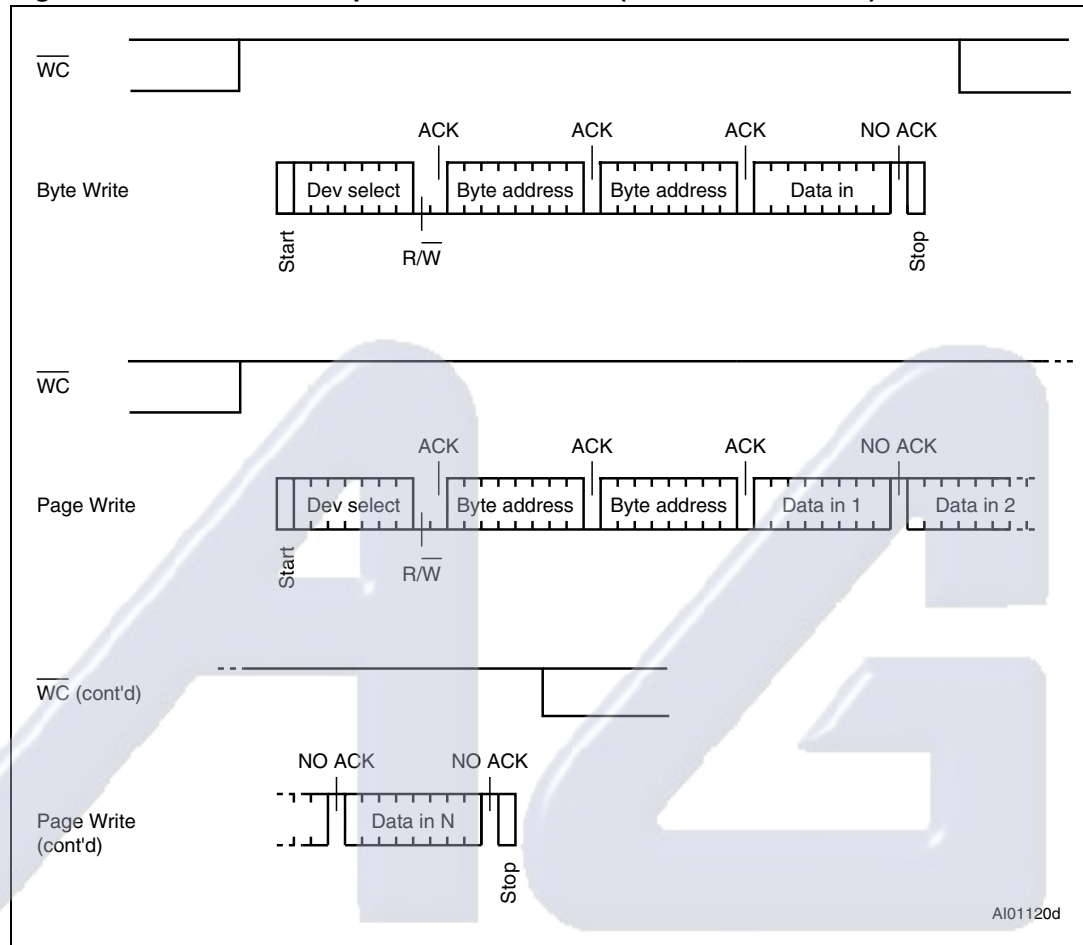 WC
ACK ACK ACK NO ACK
Byte Write Dev select Byte address Byte address Data in
R/W
Start
Stop
WC
ACK ACK ACK NO ACK
Page Write Dev select Byte address Byte address Data in 1 Data in 2
R/W
Start
WC (cont'd)
NO ACK NO ACK
Page Write
(cont'd)
Data in N
Stop
AI01120d
AG